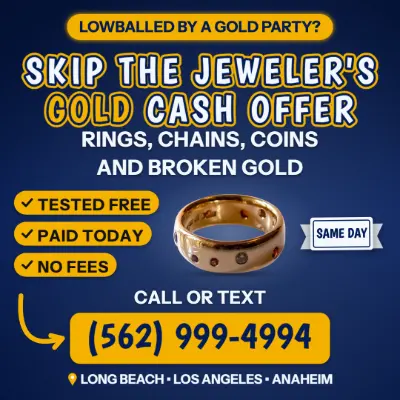 LOWBALLED BY A GOLD PARTY?
SKIP THE JEWELER'S
GOLD CASH OFFER
RINGS, CHAINS, COINS
AND BROKEN GOLD
✓ TESTED FREE
✓ PAID TODAY
✓ NO FEES
SAME DAY
CALL OR TEXT
(562) 999-4994
LONG BEACH • LOS ANGELES • ANAHEIM